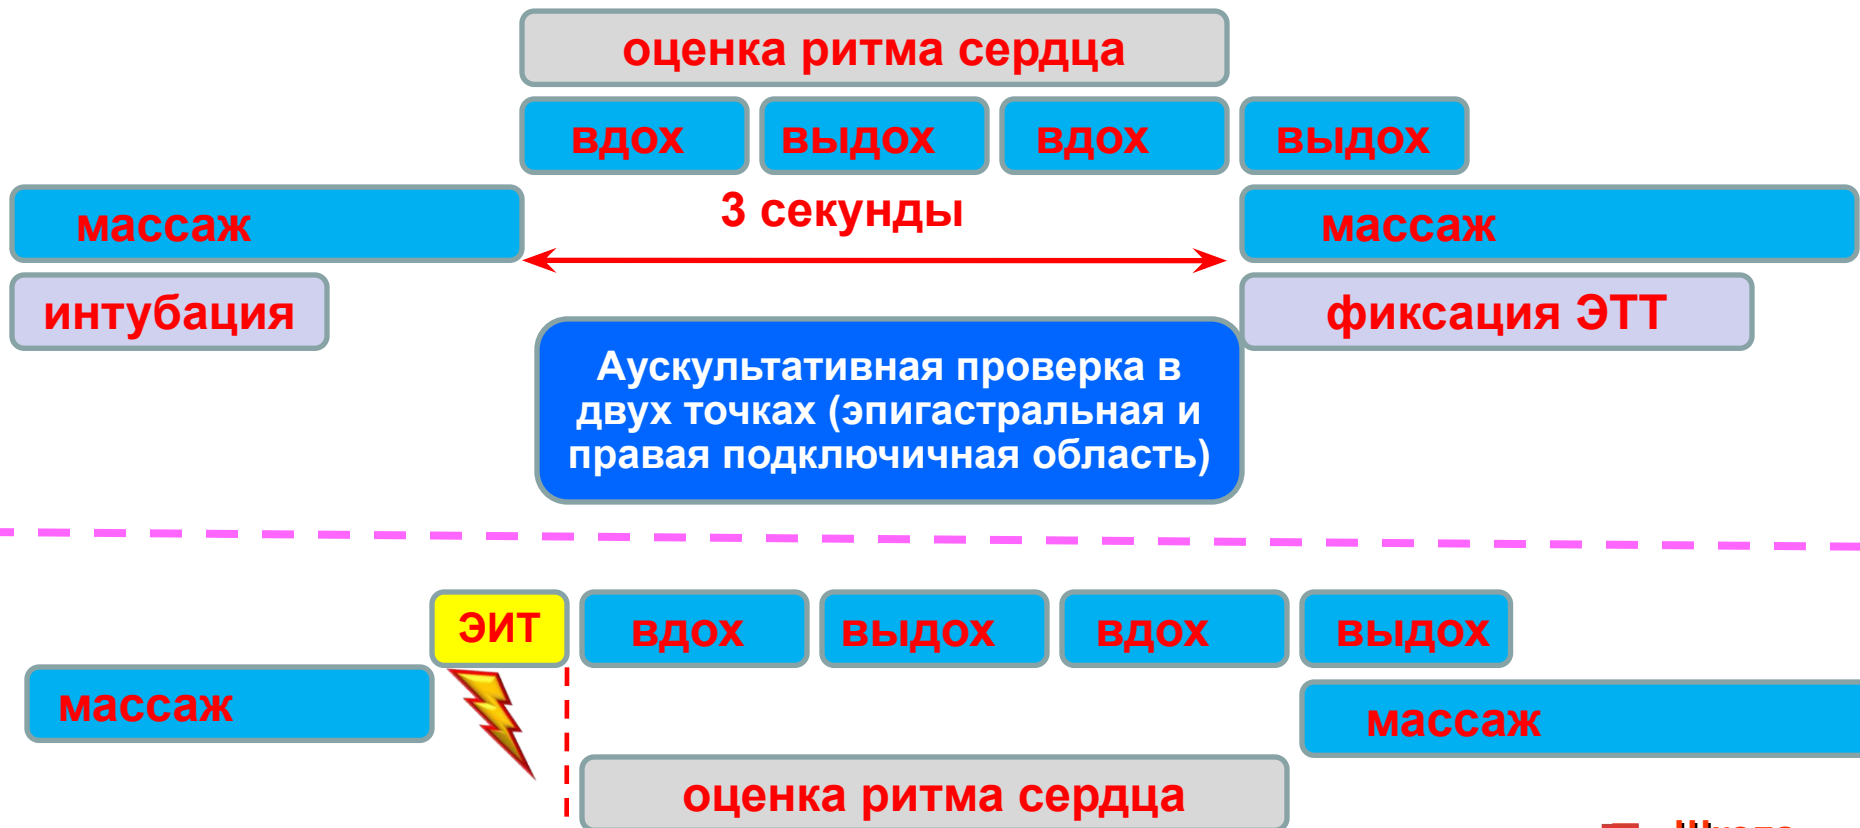 оценка ритма сердца
вдох выдох вдох выдох
массаж 3 секунды массаж
интубация фиксация ЭТТ
Аускультативная проверка в
двух точках (эпигастральная и
правая подключичная область)
ЭИТ вдох выдох вдох выдох
массаж массаж
оценка ритма сердца